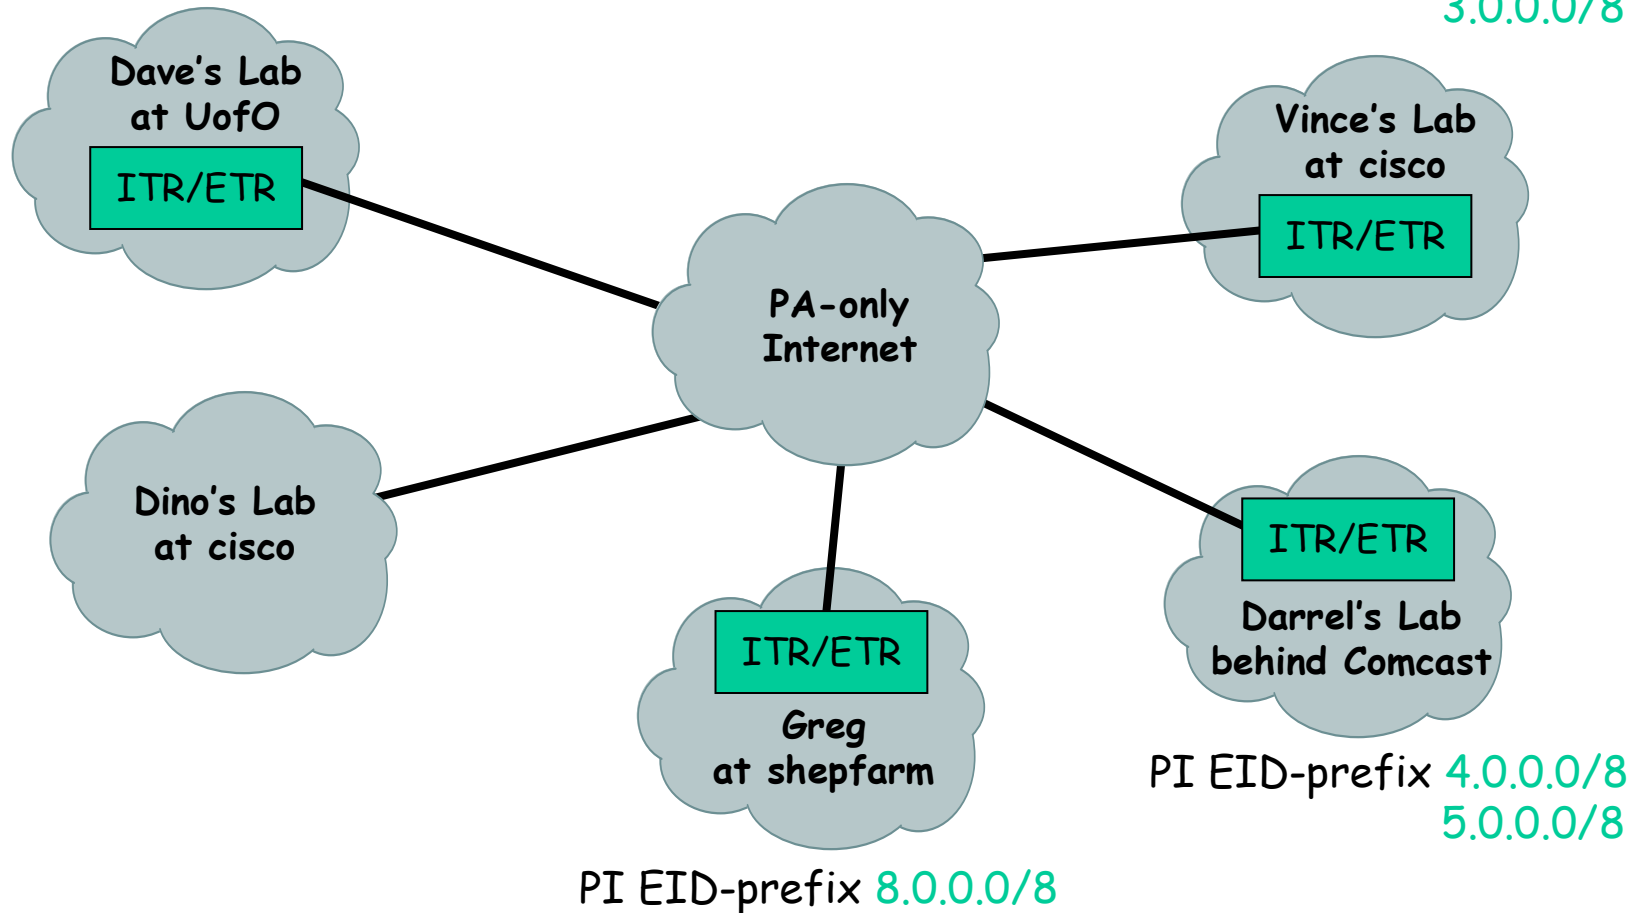 3.0.0.0/8
Dave's Lab
at UofO
ITR/ETR
Vince's Lab
at cisco
ITR/ETR
PA-only
Internet
Dino's Lab
at cisco
ITR/ETR
Darrel's Lab
behind Comcast
ITR/ETR
Greg
at shepfarm
PI EID-prefix 4.0.0.0/8
5.0.0.0/8
PI EID-prefix 8.0.0.0/8